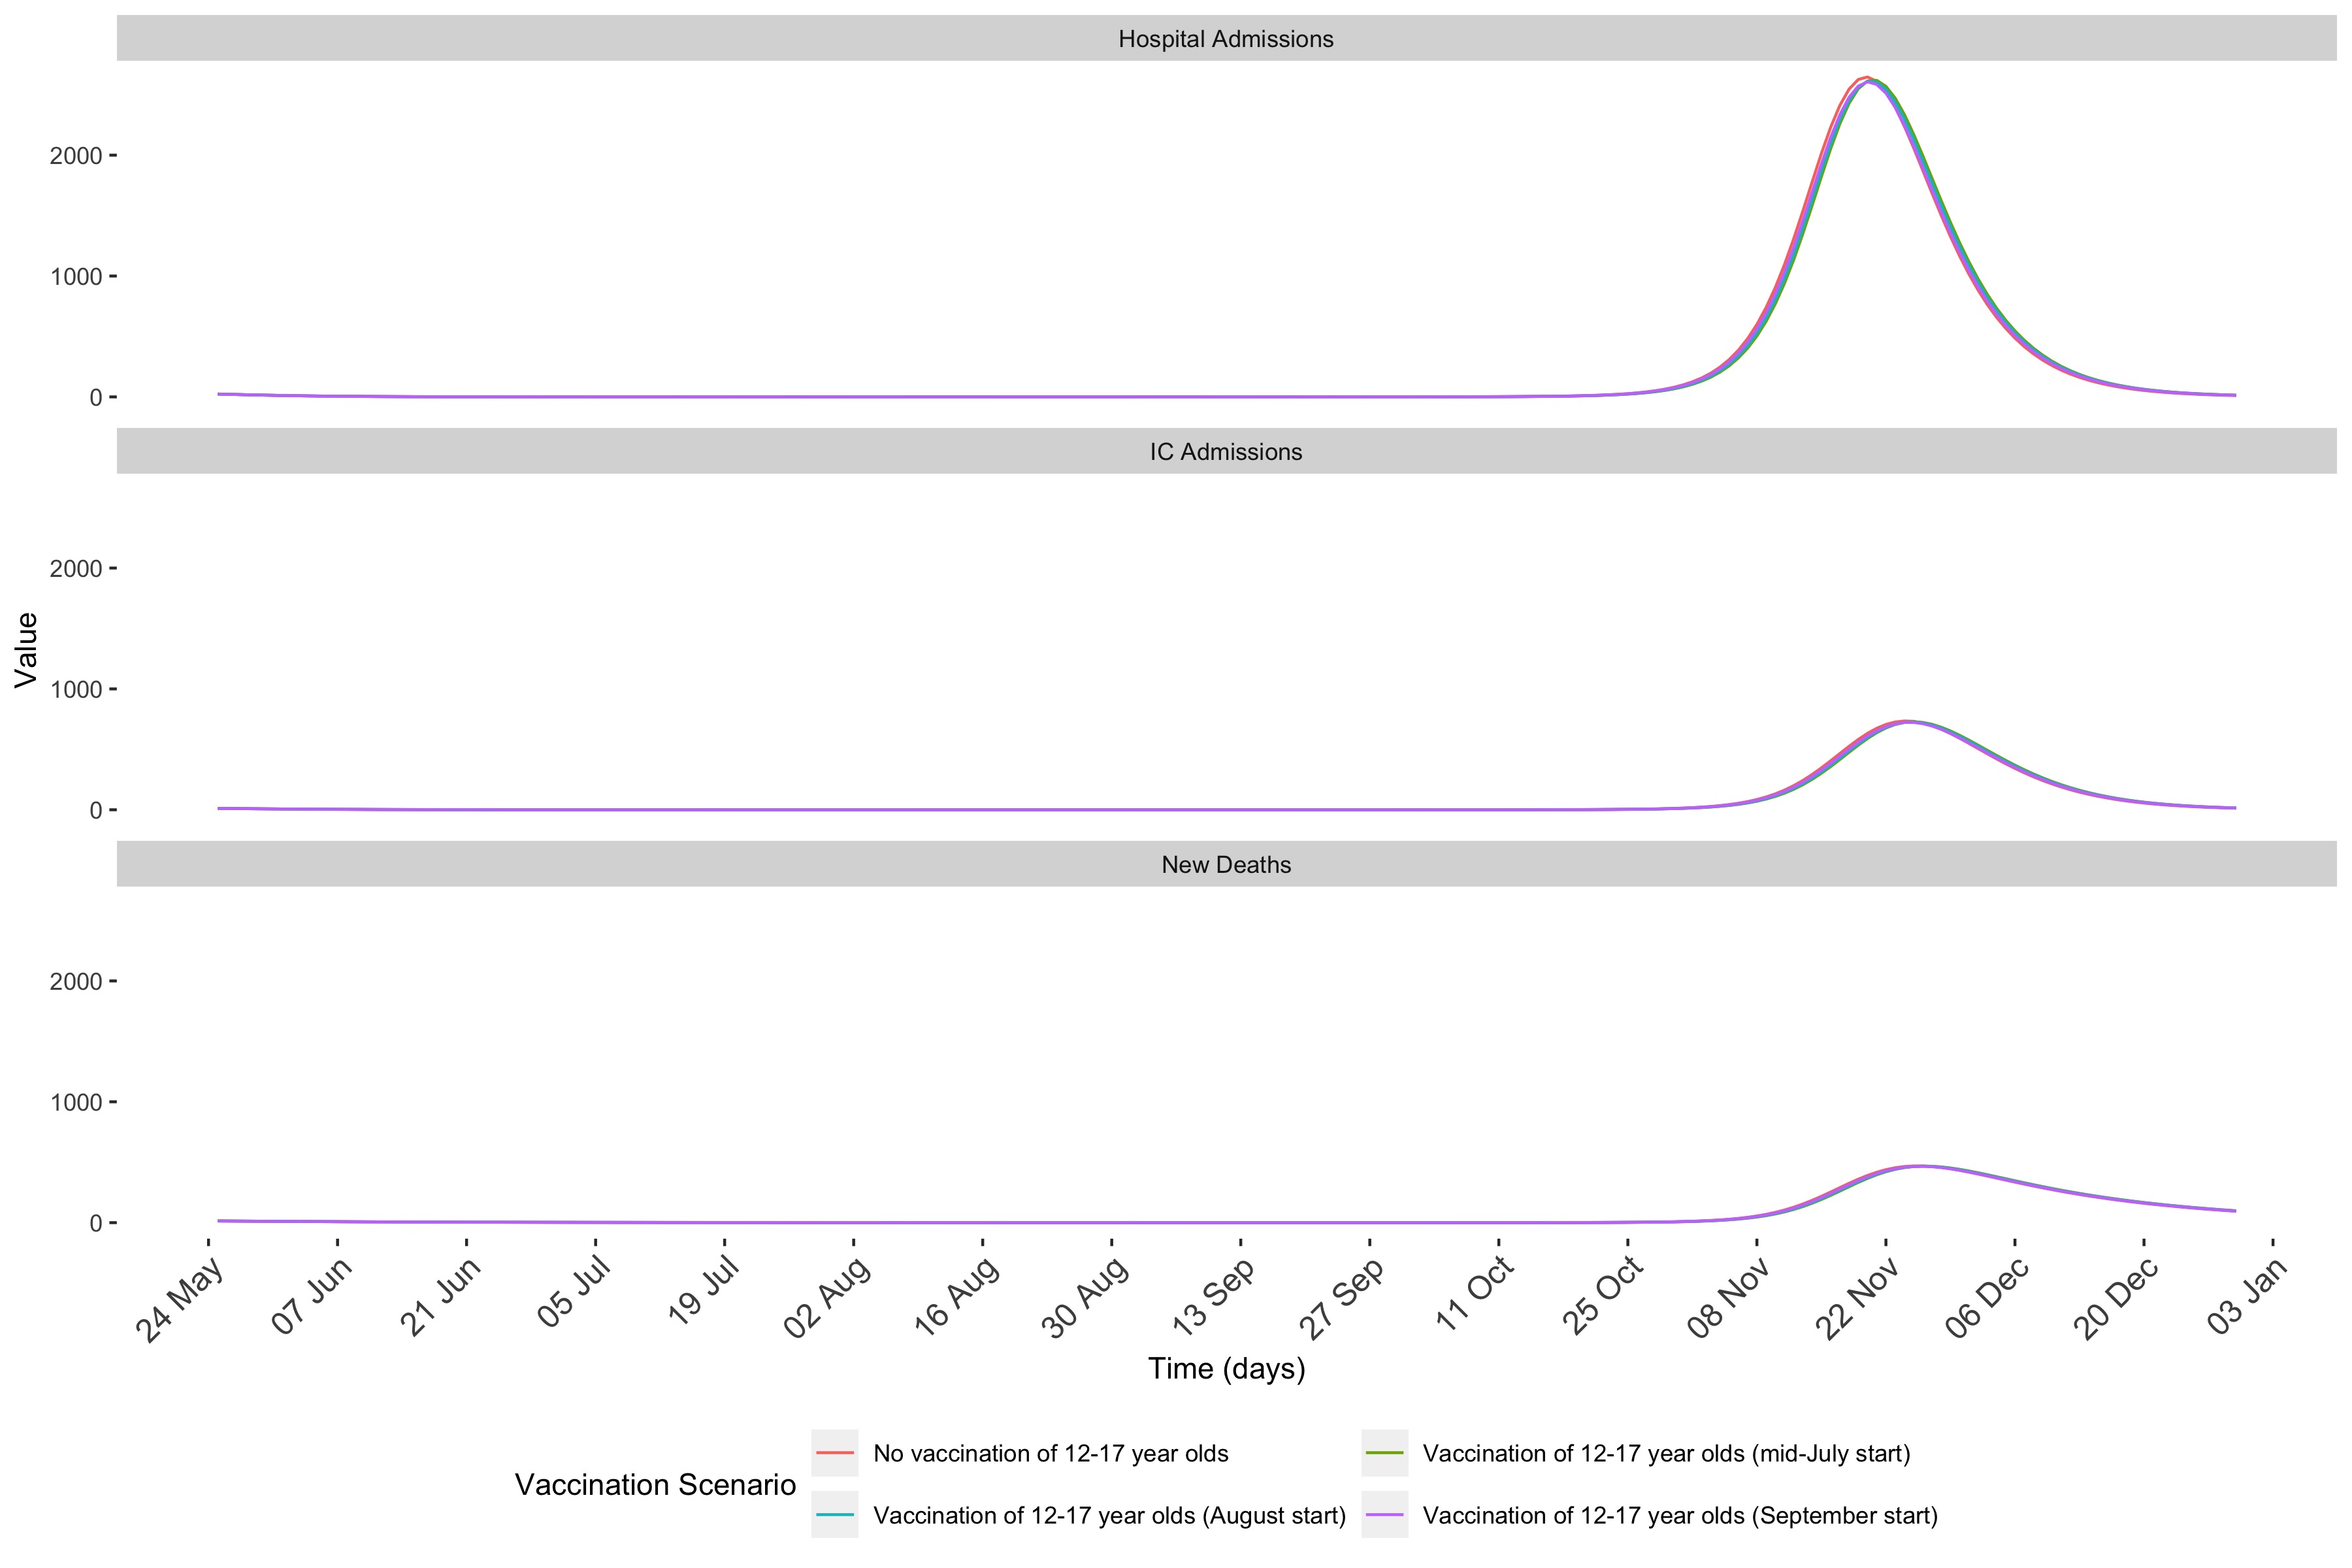 Hospital Admissions
2000
1000
0
IC Admissions
2000
1000
0
Value
New Deaths
2000
1000
0
24 May
07 Jun
21 Jun
05 Jul
19 Jul
02 Aug
16 Aug
30 Aug
13 Sep
27 Sep
11 Oct
25 Oct
08 Nov
22 Nov
06 Dec
20 Dec
03 Jan
Time (days)
Vaccination Scenario
No vaccination of 12-17 year olds
Vaccination of 12-17 year olds (mid-July start)
Vaccination of 12-17 year olds (August start)
Vaccination of 12-17 year olds (September start)